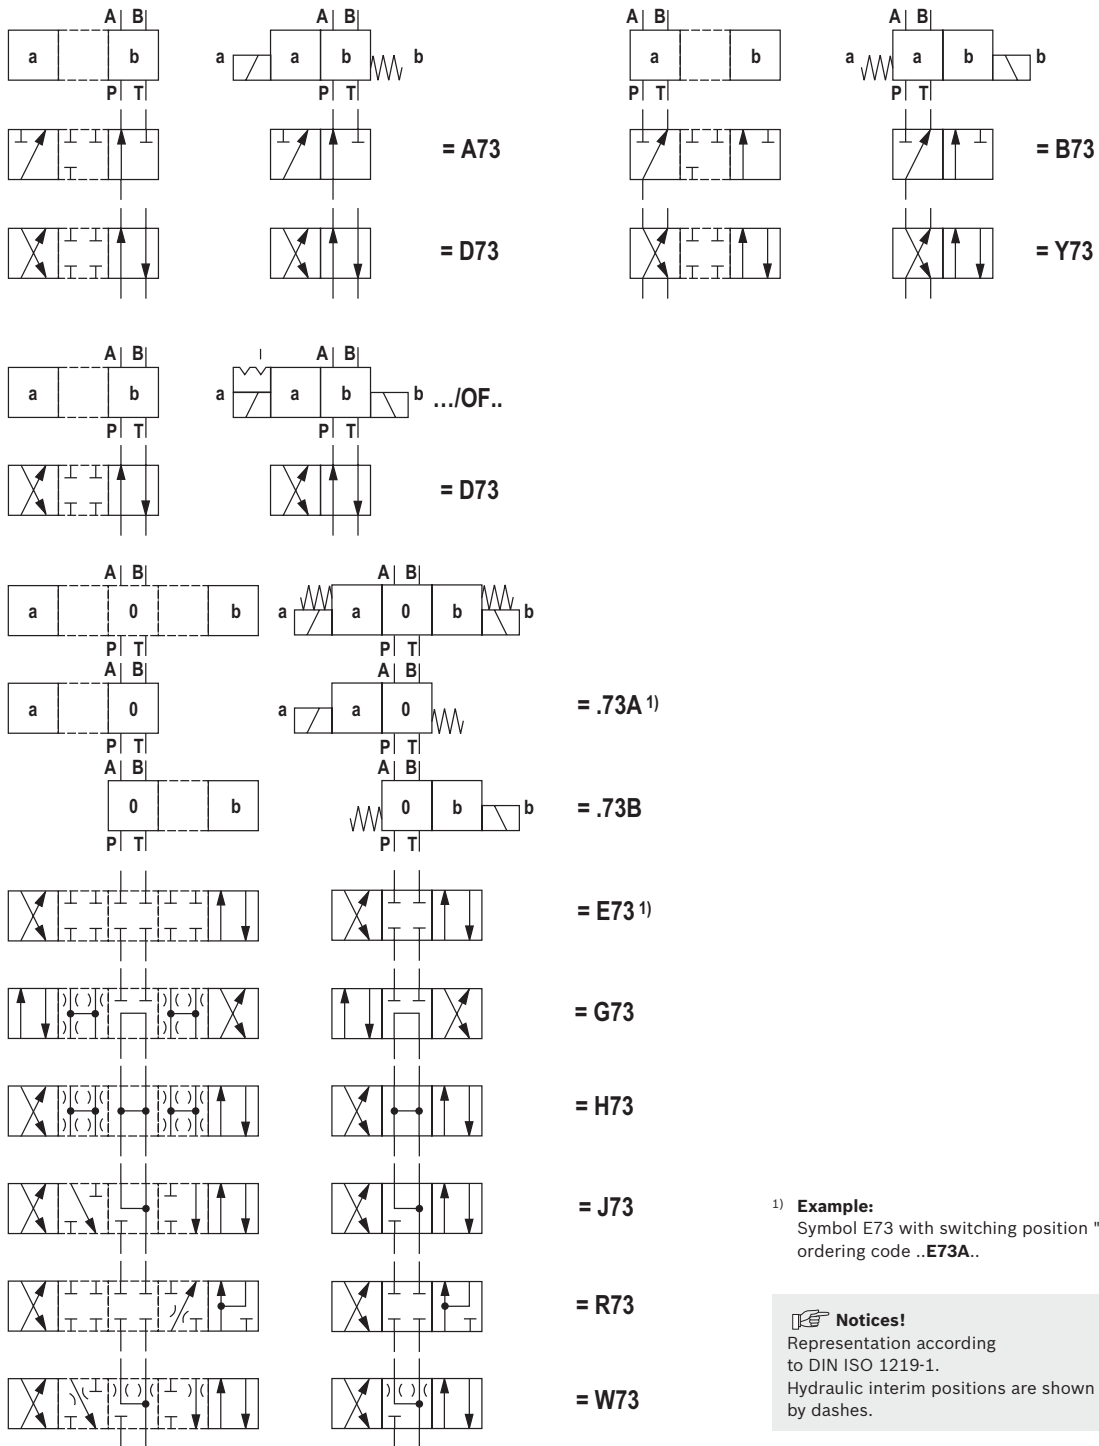 A B A B A B A B
a b a a b b a b a a b b
P T P T P T P T
= A73 = B73
= D73 = Y73
A B A B
a b a a b b .../OF..
P T P T
= D73
A B A B
a 0 b a a 0 b b
P T P T
A B A B
a 0 a a 0 = .73A 1)
P T P T
A B A B
0 b 0 b b = .73B
P T P T
= E73 1)
= G73
= H73
= J73
= R73
= W73
1) Example:
Symbol E73 with switching position "
ordering code ..E73A..
Notices!
Representation according
to DIN ISO 1219-1.
Hydraulic interim positions are shown
by dashes.